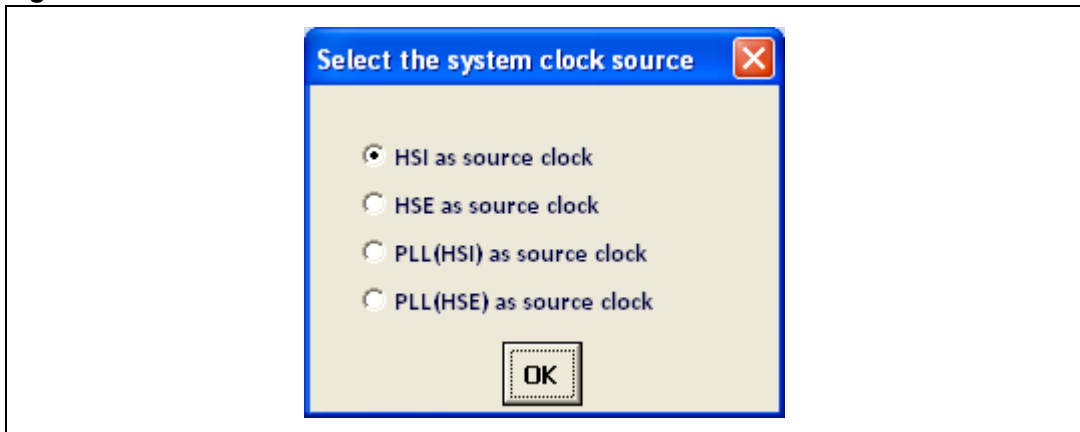 Select the system clock source
HSI as source clock
HSE as source clock
PLL(HSI) as source clock
PLL(HSE) as source clock
OK